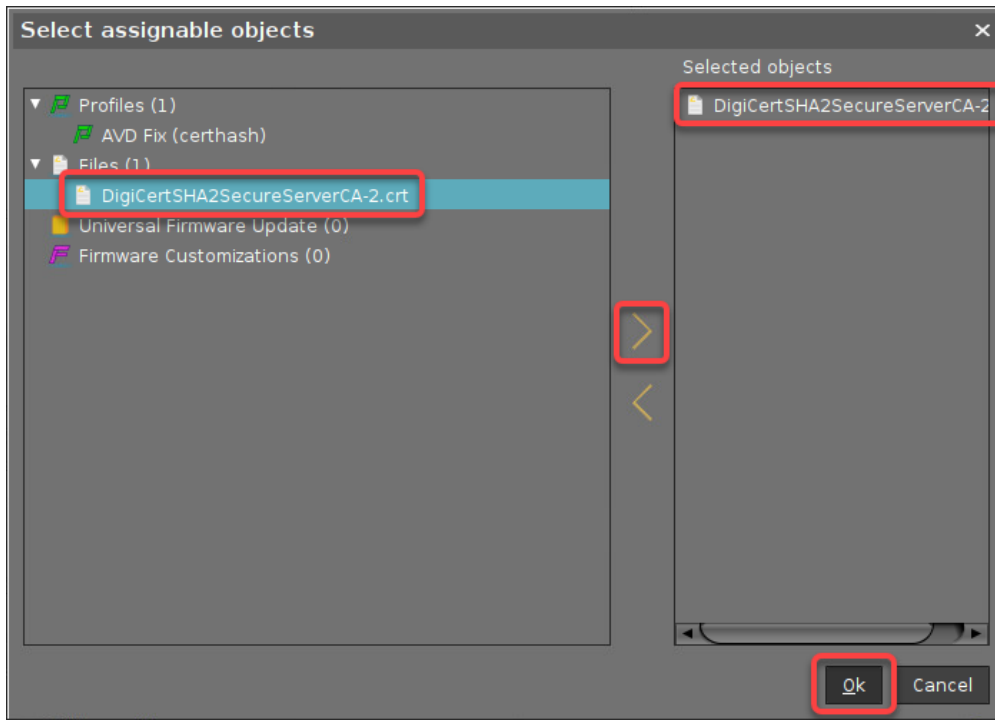 Select assignable objects
Selected objects
Profiles (1)
AVD Fix (certhash)
Files (1)
DigiCertSHA2SecureServerCA-2.crt
Universal Firmware Update (0)
Firmware Customizations (0)
DigiCertSHA2SecureServerCA-2
Ok
Cancel